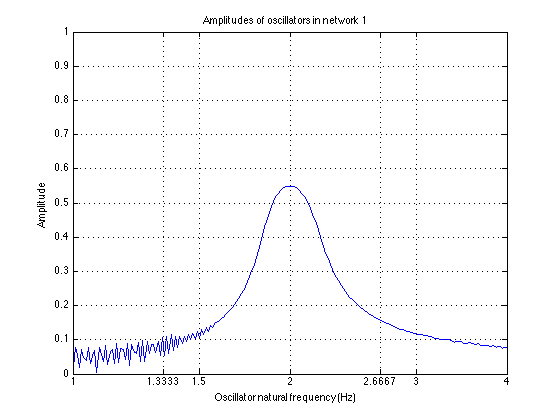 Amplitudes of oscillators in network 1
1
0.9
0.8
0.7
0.6
0.5
0.4
0.3
0.2
0.1
0
Amplitude
1 1.3333 1.5 2 2.6667 3 4
Oscillator natural frequency (Hz)